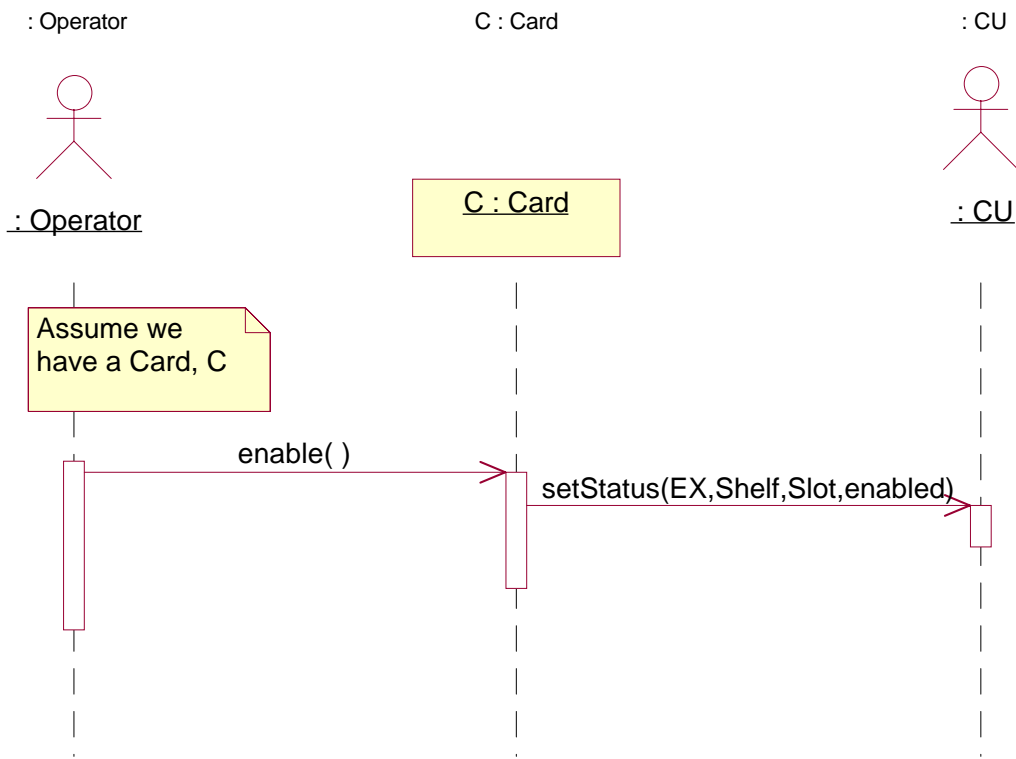 : Operator
C : Card
: CU
: Operator
C : Card
: CU
Assume we
have a Card, C
enable( )
setStatus(EX,Shelf,Slot,enabled)